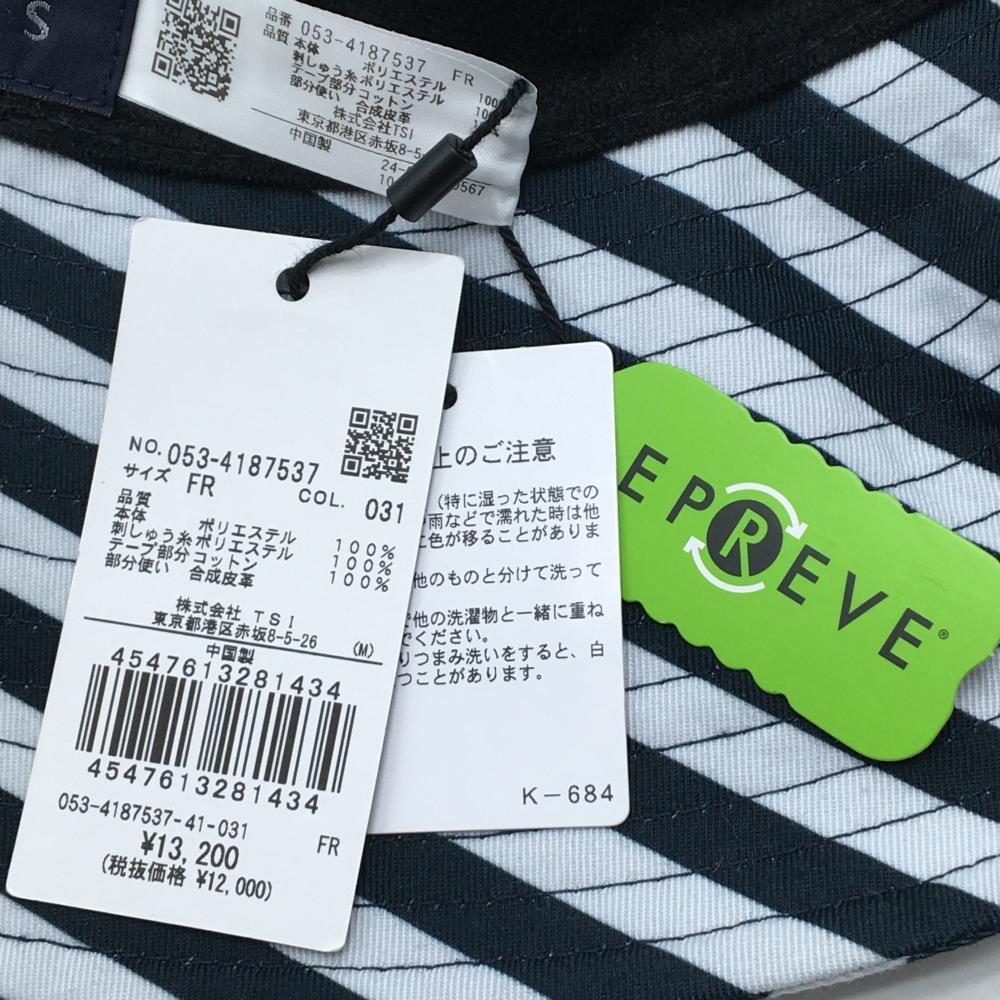 S
品番 053-4187537 FR
品質
本体 ポリエステル 100
刺しゅう糸 ポリエステル
テープ部分 コットン
部分使い 合成皮革
株式会社TSI
東京都港区赤坂8-5-
中国製
24-
567
NO. 053-4187537
サイズ FR COL. 031
品質
本体 ポリエステル 100%
刺しゅう糸 ポリエステル 100%
テープ部分 コットン 100%
部分使い 合成皮革
株式会社 TSI
東京都港区赤坂8-5-26 (M)
中国製
4547613281434
4547613281434
053-4187537-41-031
FR
¥13,200
(税抜価格 ¥12,000)
上のご注意
(特に湿った状態での
雨などで濡れた時は他
に色が移ることがありま
他のものと分けて洗って
で他の洗濯物と一緒に重ね
でください。
りつまみ洗いをすると、白
つことがあります。
K-684
EPREVE®